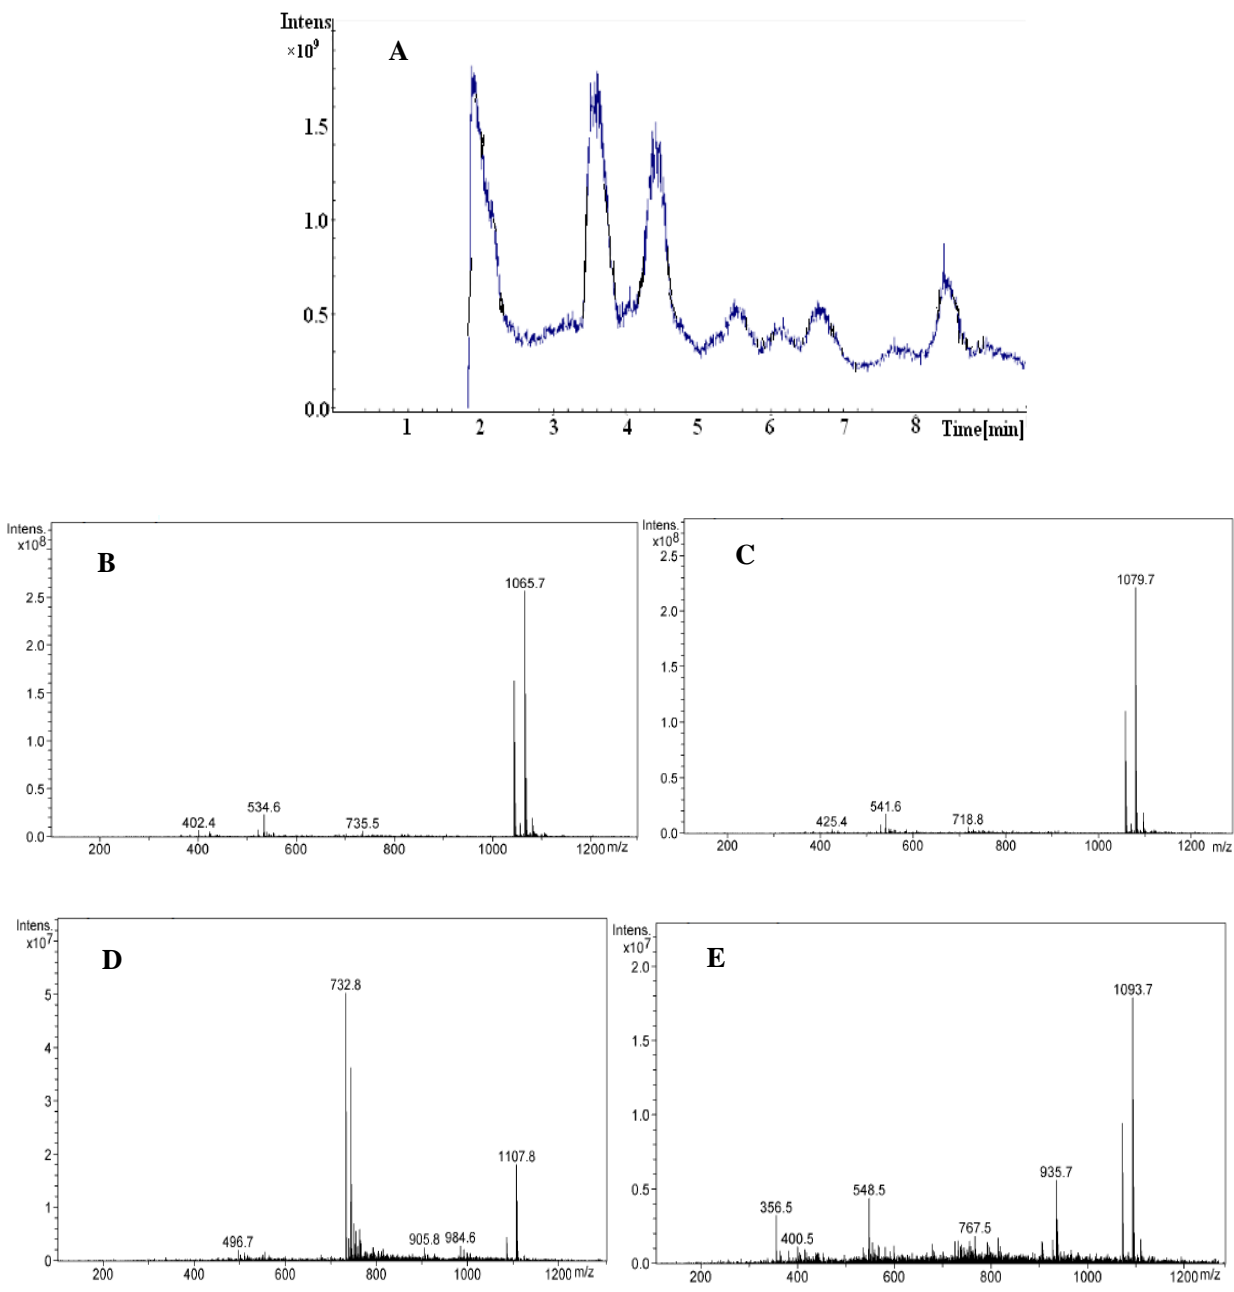 Intens
×10⁹
A
1.5
1.0
0.5
0.0
1 2 3 4 5 6 7 8 Time[min]
Intens.
x10⁸
B
1065.7
2.5
2.0
1.5
1.0
0.5
0.0
534.6
402.4
735.5
200 400 600 800 1000 1200 m/z
Intens.
x10⁸
C
2.5
1079.7
2.0
1.5
1.0
0.5
0.0
541.6
425.4
718.8
200 400 600 800 1000 1200 m/z
Intens.
x10⁷
D
732.8
5
4
3
2
1
0
1107.8
496.7
905.8
984.6
200 400 600 800 1000 1200 m/z
Intens.
x10⁷
E
2.0
1093.7
1.5
1.0
0.5
0.0
935.7
548.5
356.5
767.5
400.5
200 400 600 800 1000 1200 m/z